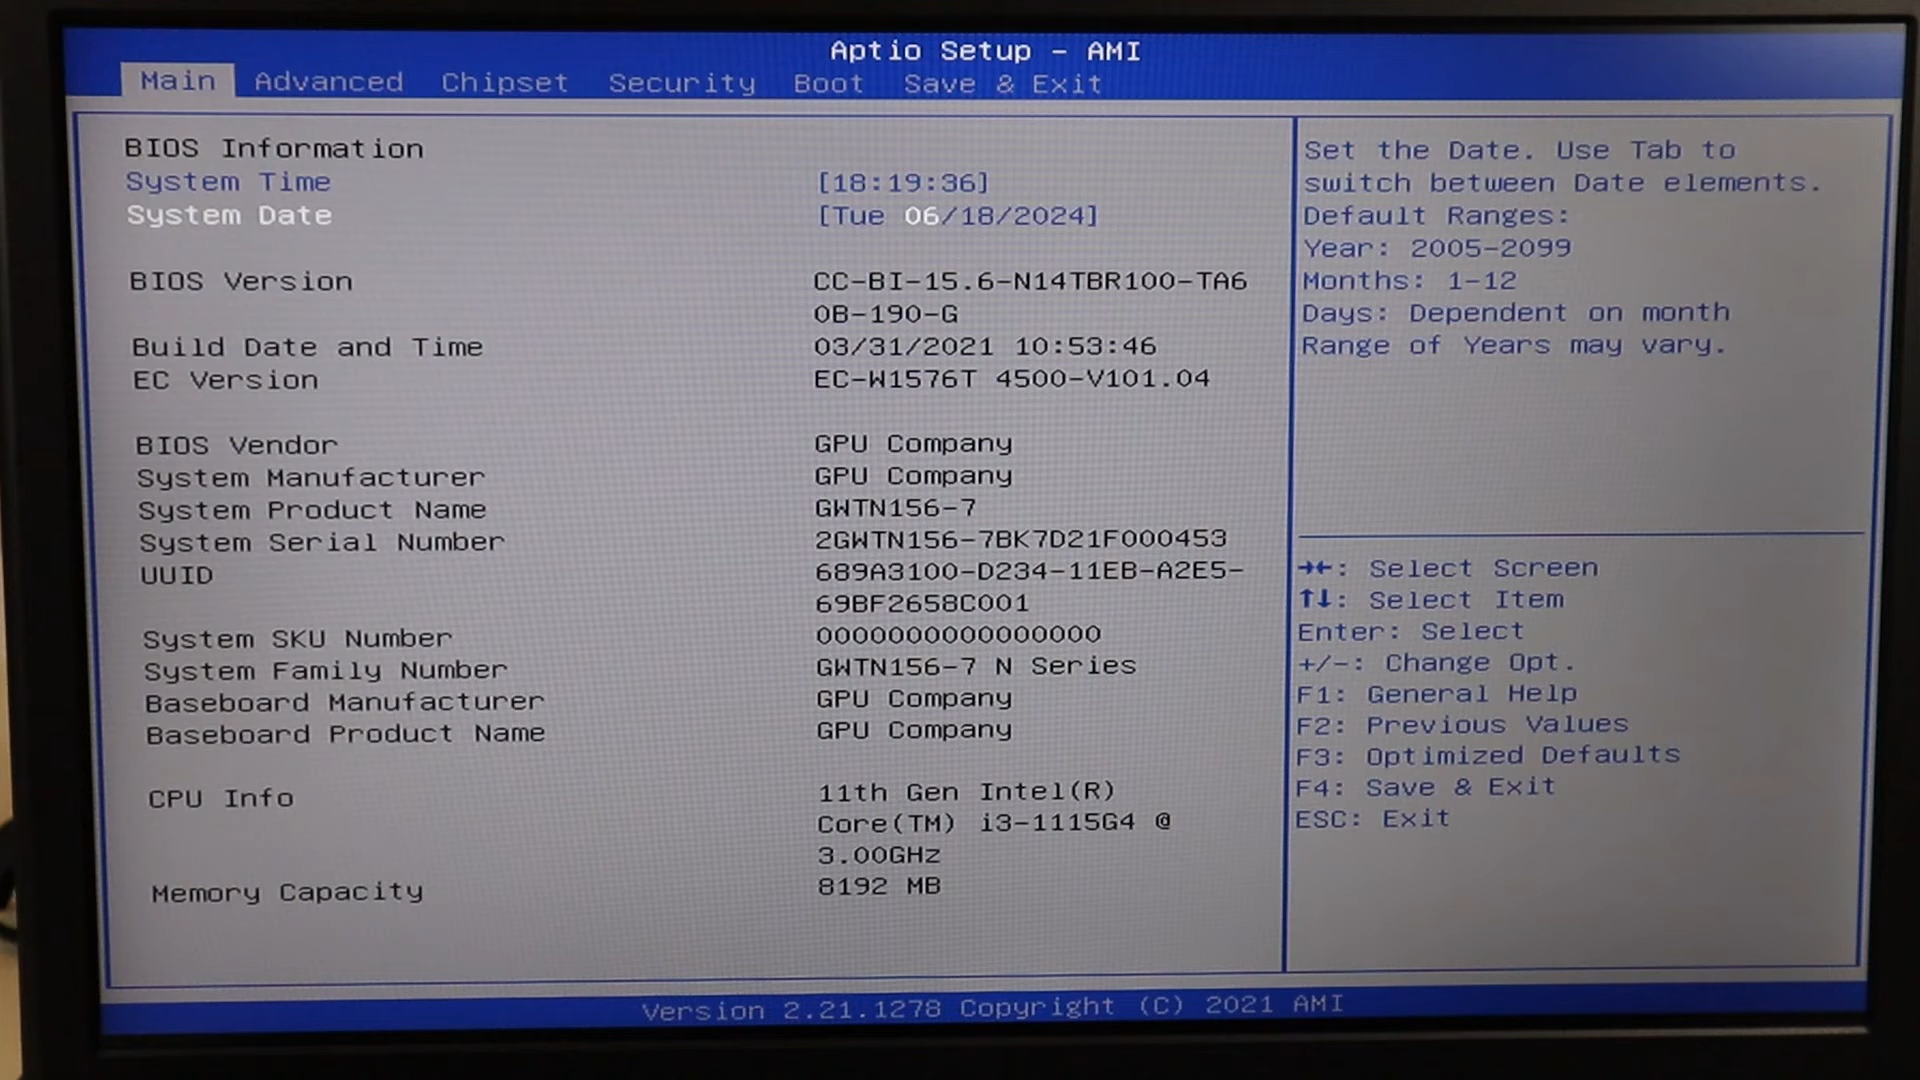 Aptio Setup - AMI
Main Advanced Chipset Security Boot Save & Exit
BIOS Information
System Time [18:19:36]
System Date [Tue 06/18/2024]
BIOS Version CC-BI-15.6-N14TBR100-TA6
0B-190-G
Build Date and Time 03/31/2021 10:53:46
EC Version EC-W1576T 4500-V101.04
BIOS Vendor GPU Company
System Manufacturer GPU Company
System Product Name GWTN156-7
System Serial Number 2GWTN156-7BK7D21F000453
UUID 689A3100-D234-11EB-A2E5-
69BF2658C001
System SKU Number 0000000000000000
System Family Number GWTN156-7 N Series
Baseboard Manufacturer GPU Company
Baseboard Product Name GPU Company
CPU Info 11th Gen Intel(R)
Core(TM) i3-1115G4 @
3.00GHz
Memory Capacity 8192 MB
Set the Date. Use Tab to
switch between Date elements.
Default Ranges:
Year: 2005-2099
Months: 1-12
Days: Dependent on month
Range of Years may vary.
→←: Select Screen
↑↓: Select Item
Enter: Select
+/-: Change Opt.
F1: General Help
F2: Previous Values
F3: Optimized Defaults
F4: Save & Exit
ESC: Exit
Version 2.21.1278 Copyright (C) 2021 AMI